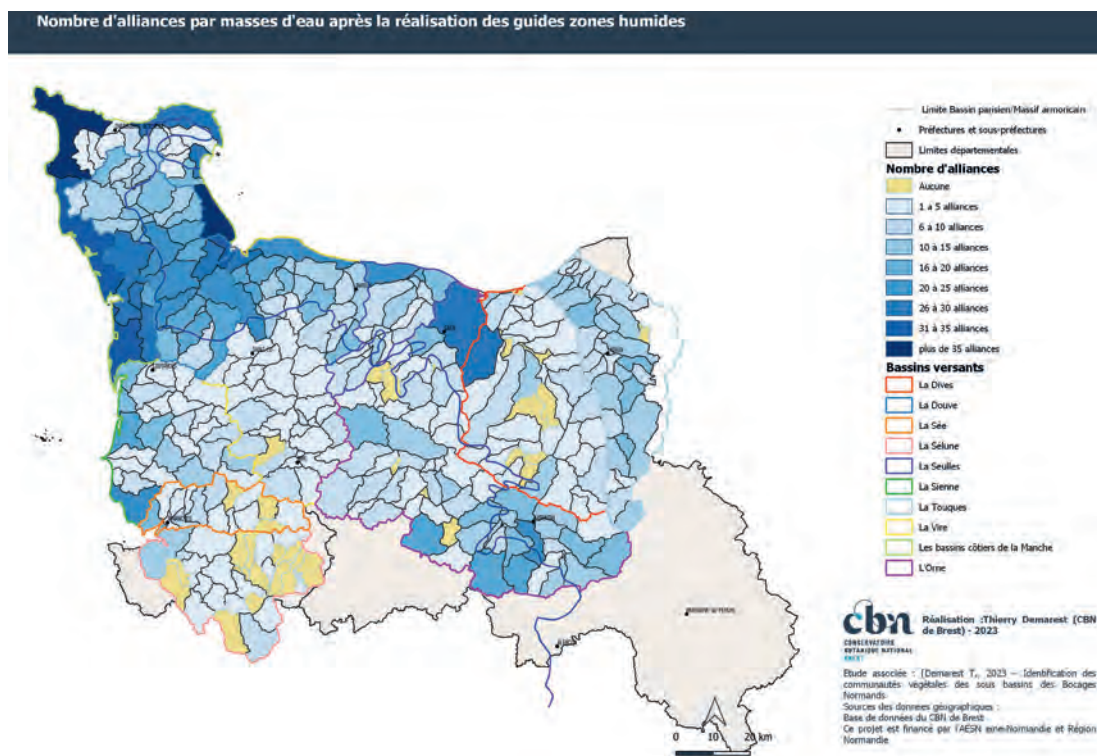 Nombre d'alliances par masses d'eau après la réalisation des guides zones humides
Limite Bassin parisien/Massif armoricain
Préfectures et sous-préfectures
Limites départementales
Nombre d'alliances
Aucune
1 à 5 alliances
6 à 10 alliances
10 à 15 alliances
16 à 20 alliances
20 à 25 alliances
26 à 30 alliances
31 à 35 alliances
plus de 35 alliances
Bassins versants
La Dives
La Douve
La Sée
La Sélune
La Seulles
La Sienne
La Touques
La Vire
Les bassins côtiers de la Manche
L'Orne
cbn
CONSERVATOIRE
BOTANIQUE NATIONAL
BREST
Réalisation :Thierry Demarest (CBN
de Brest) - 2023
Etude associée : (Demarest T., 2023 – Identification des
communautés végétales des sous bassins des Bocages
Normands
Sources des données géographiques :
Base de données du CBN de Brest
Ce projet est financé par l'AESN eme-Normandie et Région
Normandie
0 10 20 km